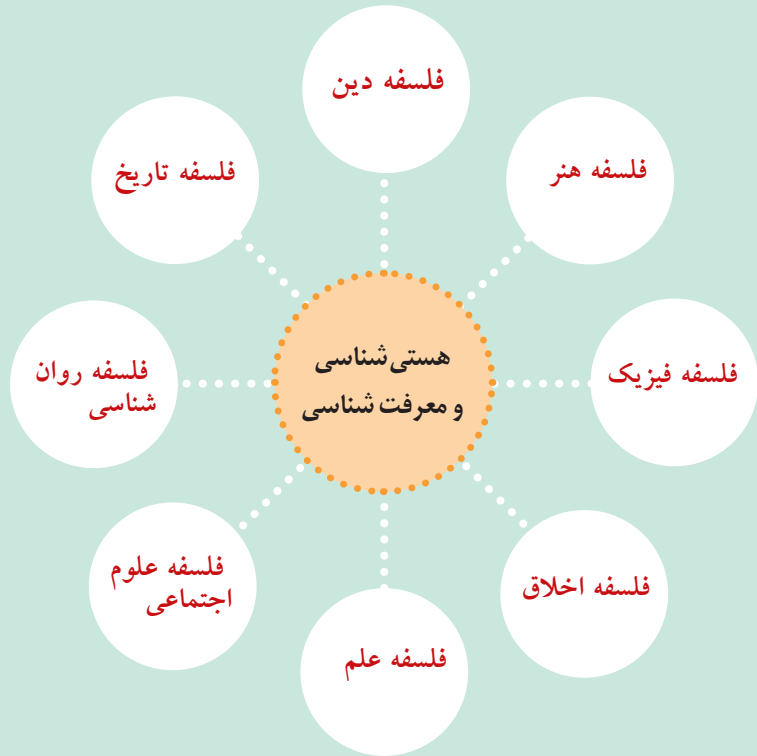 فلسفه دین
فلسفه هنر
فلسفه تاریخ
هستی‌شناسی
و معرفت شناسی
فلسفه فیزیک
فلسفه روان
شناسی
فلسفه اخلاق
فلسفه علوم
اجتماعی
فلسفه علم